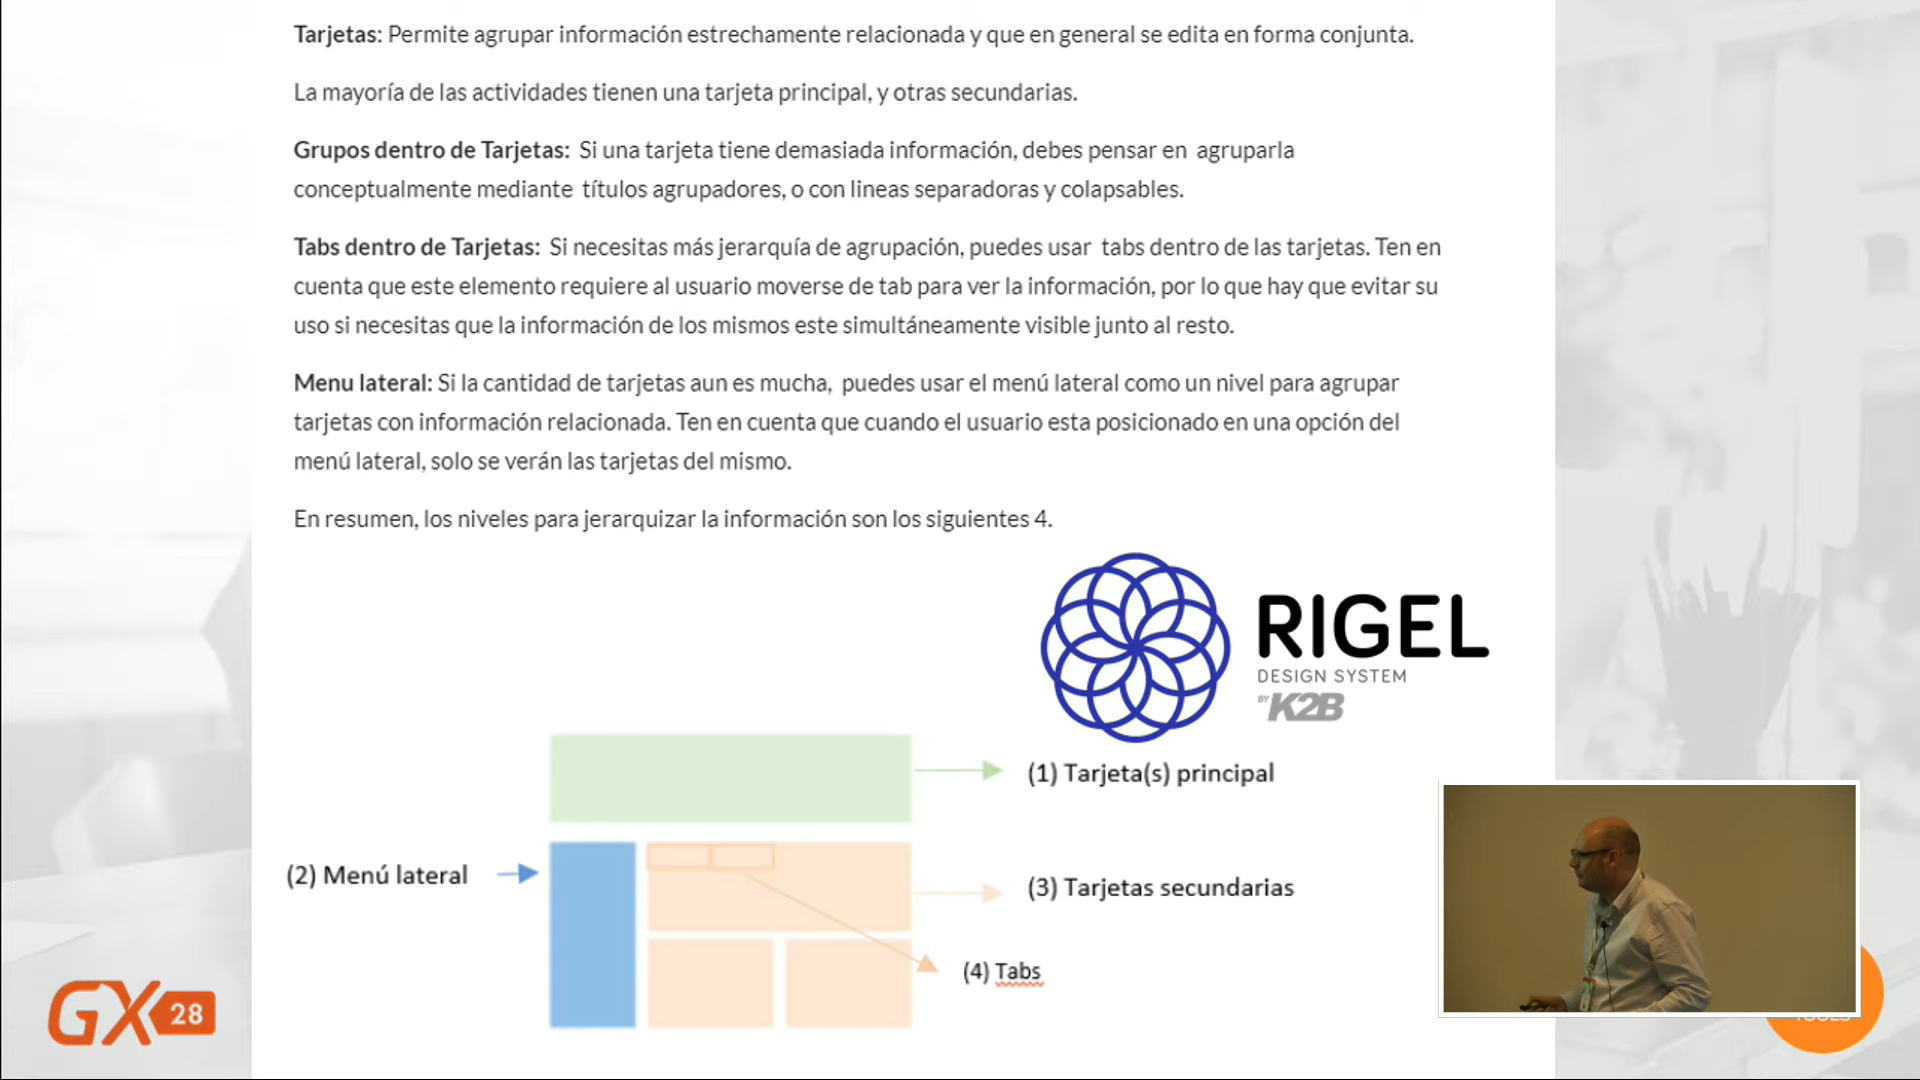 Tarjetas: Permite agrupar información estrechamente relacionada y que en general se edita en forma conjunta.
La mayoría de las actividades tienen una tarjeta principal, y otras secundarias.
Grupos dentro de Tarjetas: Si una tarjeta tiene demasiada información, debes pensar en agruparla
conceptualmente mediante títulos agrupadores, o con lineas separadoras y colapsables.
Tabs dentro de Tarjetas: Si necesitas más jerarquía de agrupación, puedes usar tabs dentro de las tarjetas. Ten en
cuenta que este elemento requiere al usuario moverse de tab para ver la información, por lo que hay que evitar su
uso si necesitas que la información de los mismos este simultáneamente visible junto al resto.
Menu lateral: Si la cantidad de tarjetas aun es mucha, puedes usar el menú lateral como un nivel para agrupar
tarjetas con información relacionada. Ten en cuenta que cuando el usuario esta posicionado en una opción del
menú lateral, solo se verán las tarjetas del mismo.
En resumen, los niveles para jerarquizar la información son los siguientes 4.
RIGEL
DESIGN SYSTEM
BY K2B
(1) Tarjeta(s) principal
(2) Menú lateral
(3) Tarjetas secundarias
(4) Tabs
GX 28